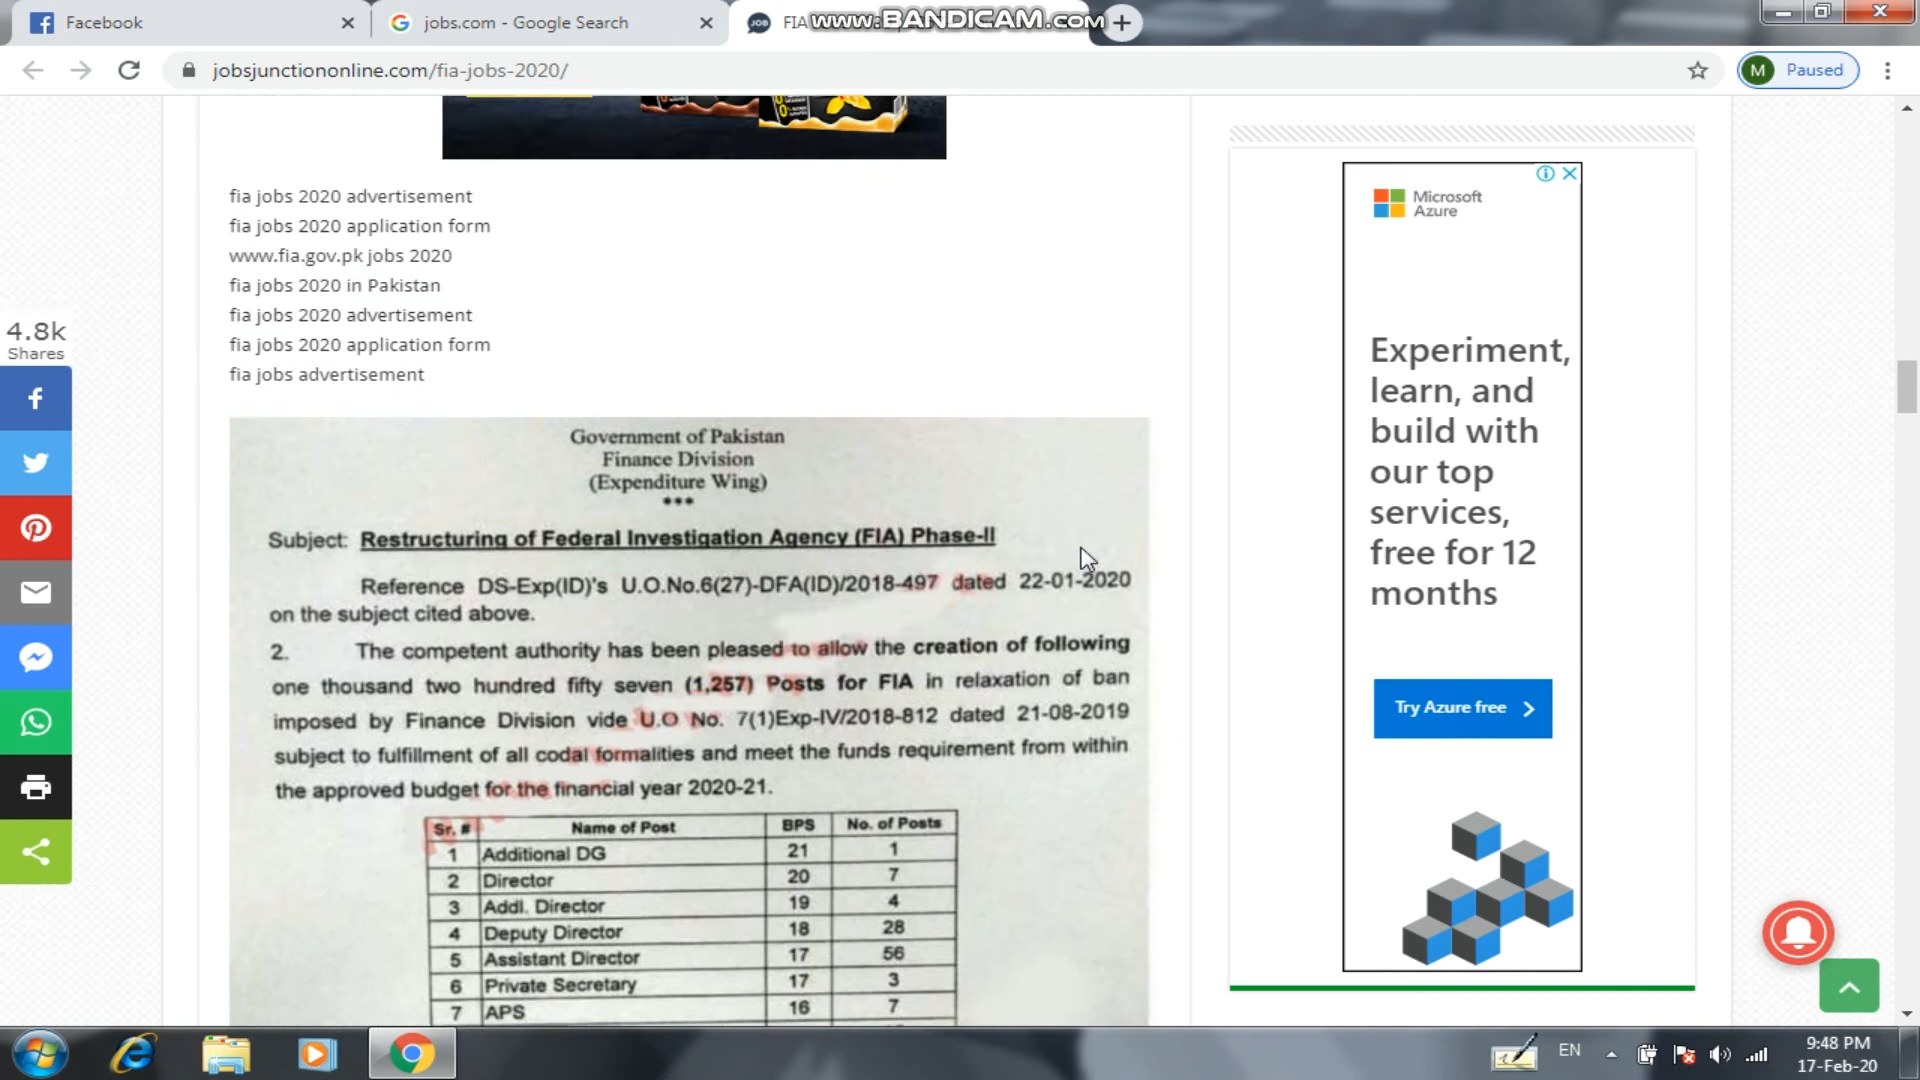 Facebook
jobs.com - Google Search
FIA
www.BANDICAM.com
jobsjunctiononline.com/fia-jobs-2020/
M
Paused
fia jobs 2020 advertisement
fia jobs 2020 application form
www.fia.gov.pk jobs 2020
fia jobs 2020 in Pakistan
fia jobs 2020 advertisement
fia jobs 2020 application form
fia jobs advertisement
4.8k
Shares
Government of Pakistan
Finance Division
(Expenditure Wing)
***
Subject: Restructuring of Federal Investigation Agency (FIA) Phase-II
Reference DS-Exp(ID)'s U.O.No.6(27)-DFA(ID)/2018-497 dated 22-01-2020
on the subject cited above.
2. The competent authority has been pleased to allow the creation of following
one thousand two hundred fifty seven (1,257) Posts for FIA in relaxation of ban
imposed by Finance Division vide U.O No. 7(1)Exp-IV/2018-812 dated 21-08-2019
subject to fulfillment of all codal formalities and meet the funds requirement from within
the approved budget for the financial year 2020-21.
Sr. # Name of Post BPS No. of Posts
1 Additional DG 21 1
2 Director 20 7
3 Addl. Director 19 4
4 Deputy Director 18 28
5 Assistant Director 17 56
6 Private Secretary 17 3
7 APS 16 7
Microsoft
Azure
Experiment,
learn, and
build with
our top
services,
free for 12
months
Try Azure free
EN
9:48 PM
17-Feb-20